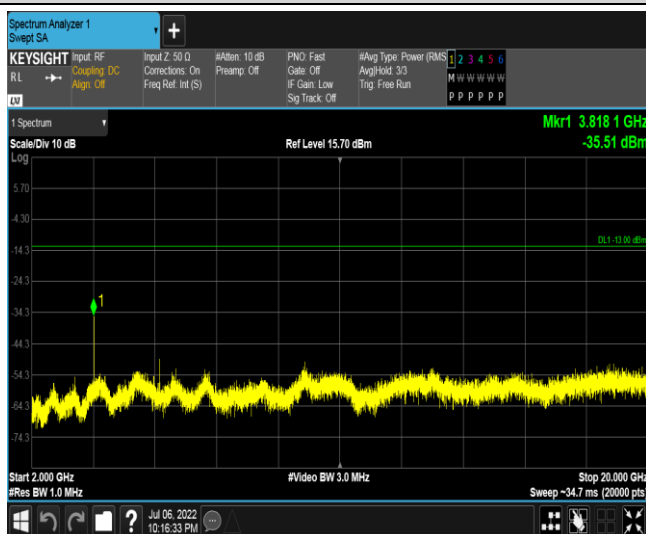 Spectrum Analyzer 1
Swept SA
KEYSIGHT
RL
LXI
Input: RF
Coupling: DC
Align: Off
Input Z: 50 Ω
Corrections: On
Freq Ref: Int (S)
#Atten: 10 dB
Preamp: Off
PNO: Fast
Gate: Off
IF Gain: Low
Sig Track: Off
#Avg Type: Power (RMS
Avg|Hold: 3/3
Trig: Free Run
1 2 3 4 5 6
M W W W W W
P P P P P P
1 Spectrum
Mkr1 3.818 1 GHz
Scale/Div 10 dB
Ref Level 15.70 dBm
-35.51 dBm
Log
5.70
-4.30
DL1 -13.00 dBm
-14.3
-24.3
1
-34.3
-44.3
-54.3
-64.3
-74.3
Start 2.000 GHz
#Video BW 3.0 MHz
Stop 20.000 GHz
#Res BW 1.0 MHz
Sweep ~34.7 ms (20000 pts)
?
Jul 06, 2022
10:16:33 PM